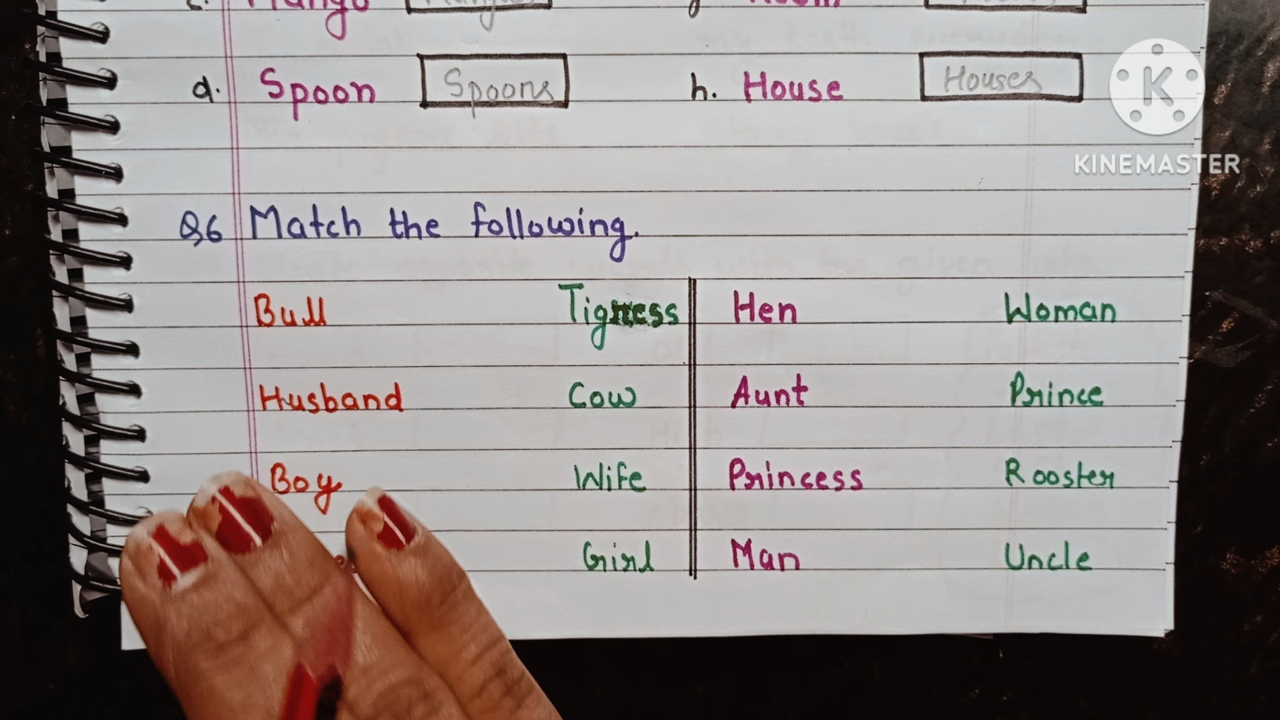 d. Spoon Spoons h. House Houses
K
KINEMASTER
Q6 Match the following.
Bull Tigress Hen Woman
Husband Cow Aunt Prince
Boy Wife Princess Rooster
Girl Man Uncle